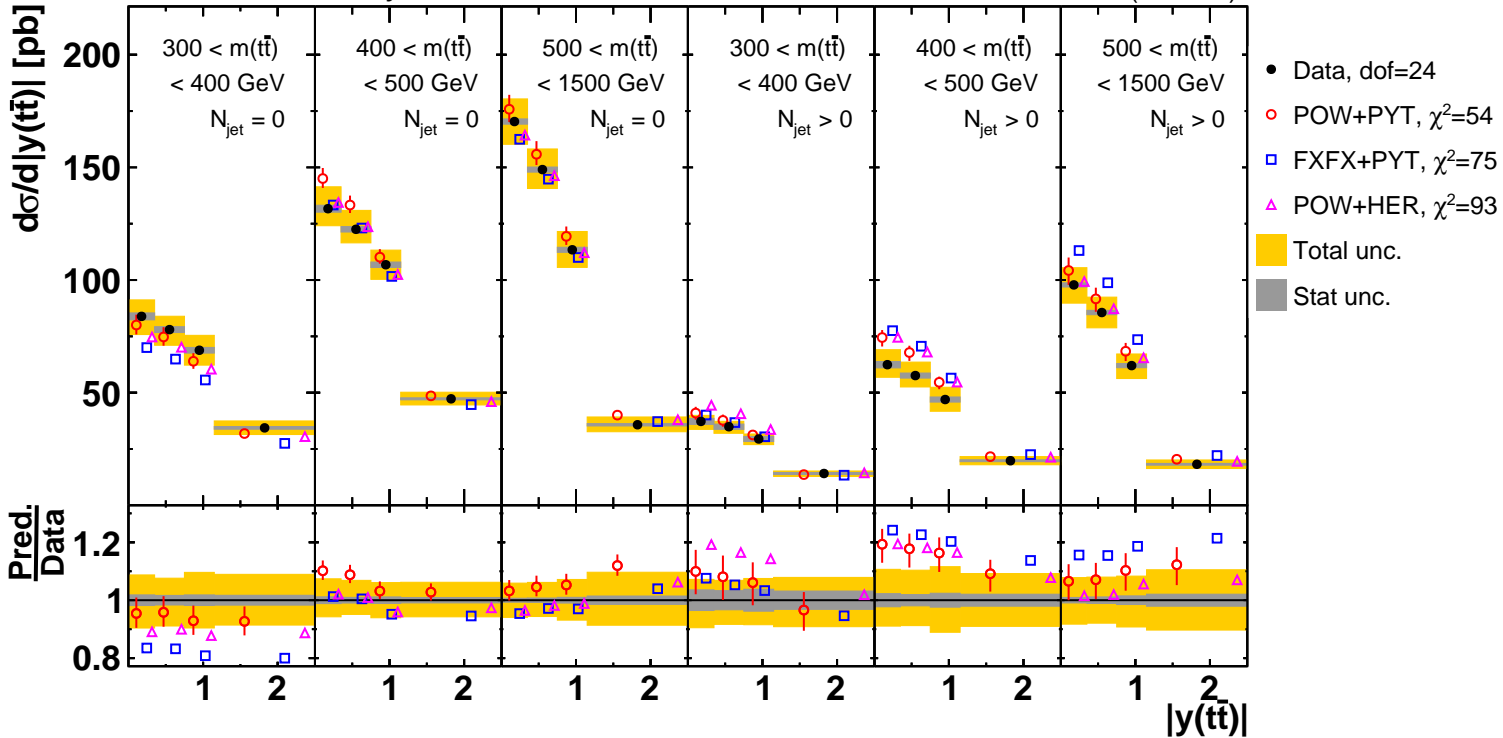 dσ/d|y(tt̄)| [pb]
200
150
100
50
300 < m(tt̄)
< 400 GeV
N_jet = 0
400 < m(tt̄)
< 500 GeV
N_jet = 0
500 < m(tt̄)
< 1500 GeV
N_jet = 0
300 < m(tt̄)
< 400 GeV
N_jet > 0
400 < m(tt̄)
< 500 GeV
N_jet > 0
500 < m(tt̄)
< 1500 GeV
N_jet > 0
Data, dof=24
POW+PYT, χ²=54
FXFX+PYT, χ²=75
POW+HER, χ²=93
Total unc.
Stat unc.
Pred.
Data
1.2
1
0.8
1 2 1 2 1 2 1 2 1 2 1 2
|y(tt̄)|